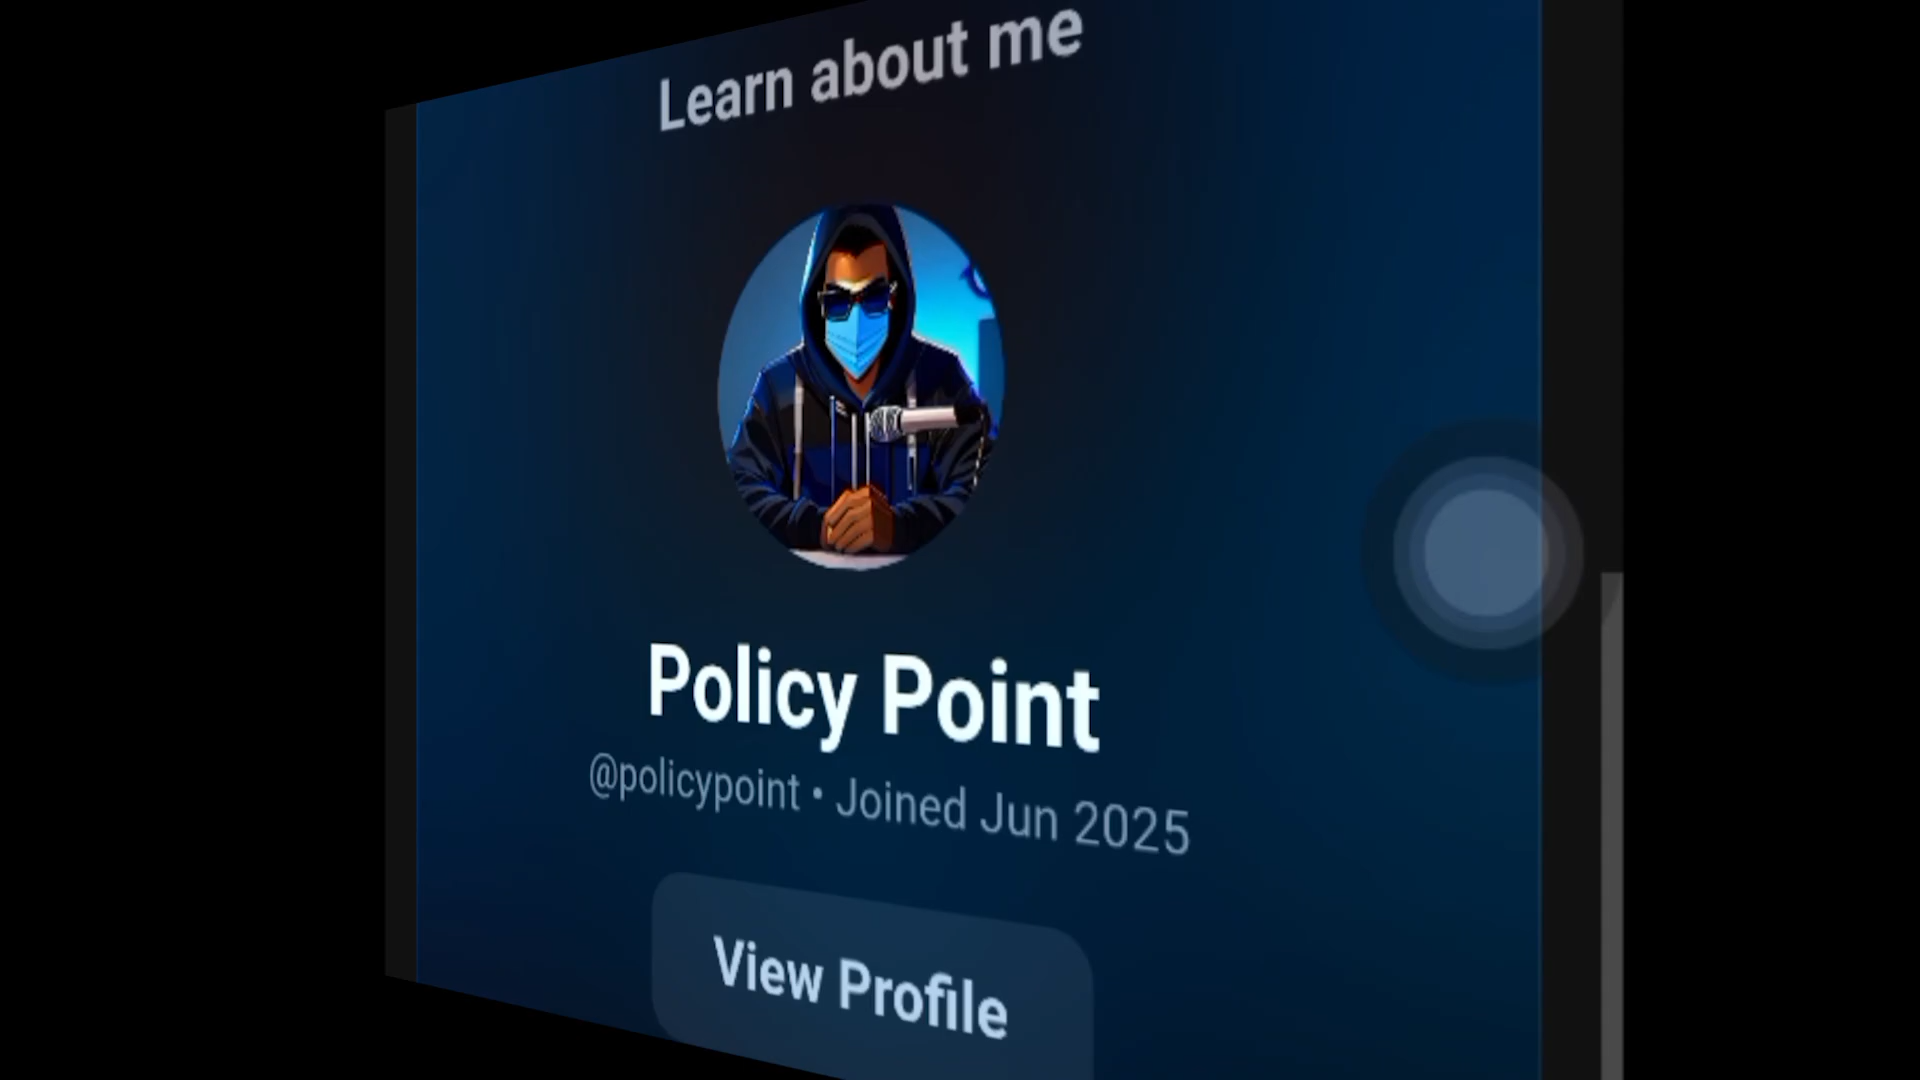 Learn about me
Policy Point
@policypoint • Joined Jun 2025
View Profile